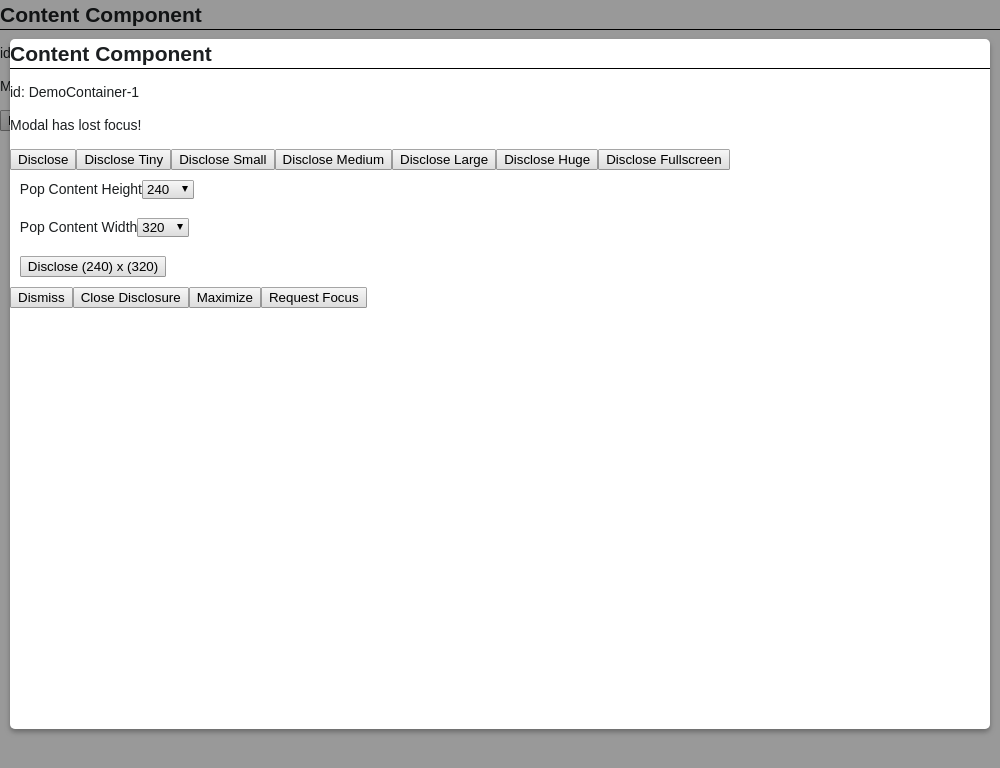 Content Component
id
M
Content Component
id: DemoContainer-1
Modal has lost focus!
Disclose Disclose Tiny Disclose Small Disclose Medium Disclose Large Disclose Huge Disclose Fullscreen
Pop Content Height 240
Pop Content Width 320
Disclose (240) x (320)
Dismiss Close Disclosure Maximize Request Focus